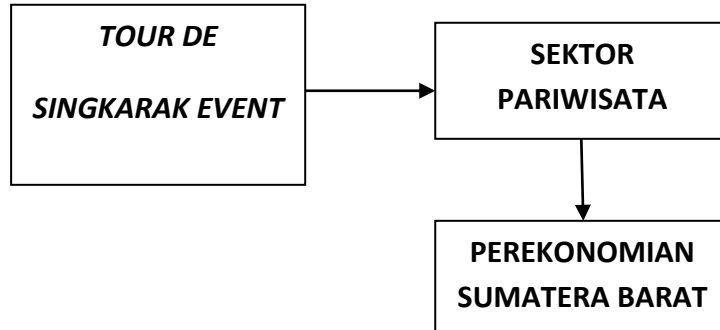 TOUR DE
SINGKARAK EVENT
SEKTOR
PARIWISATA
PEREKONOMIAN
SUMATERA BARAT